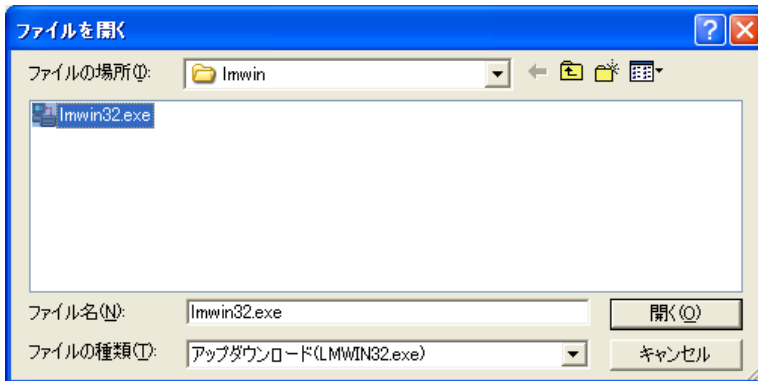 ファイルを開く
ファイルの場所(I): lmwin
lmwin32.exe
ファイル名(N): lmwin32.exe 開く(O)
ファイルの種類(T): アップダウンロード(LMWIN32.exe) キャンセル